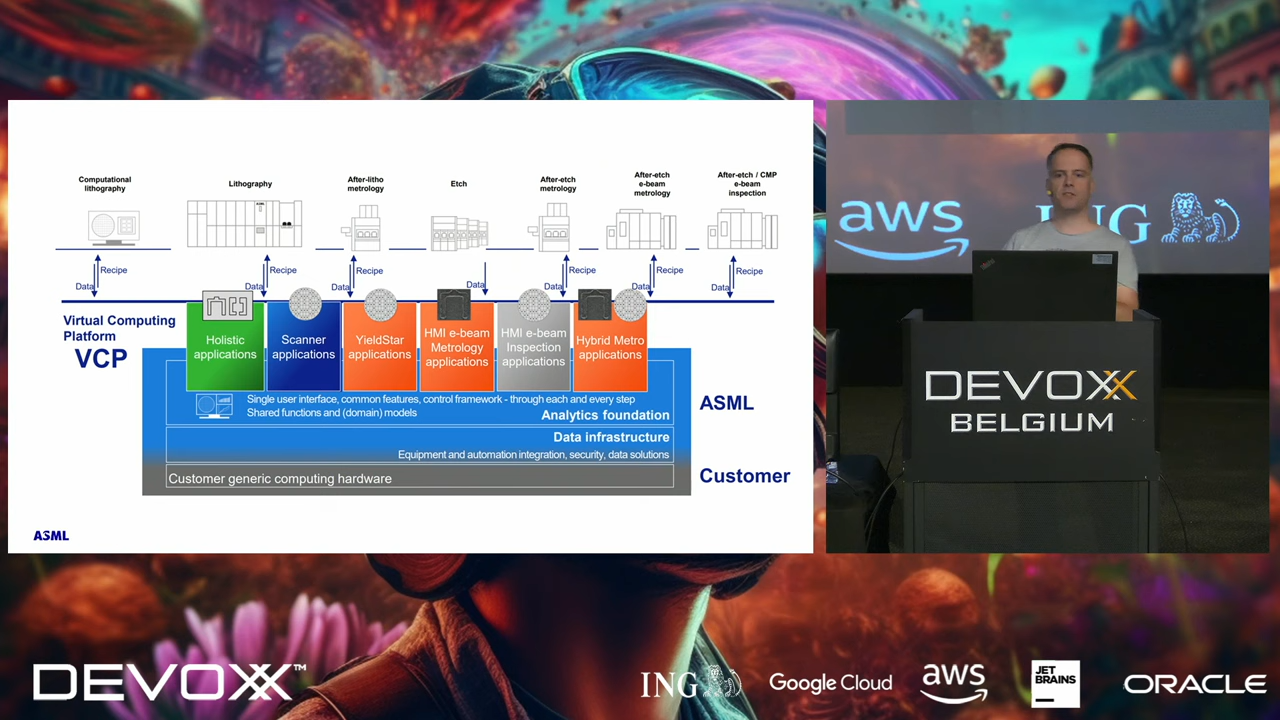 Computational
lithography
Lithography
After-litho
metrology
Etch
After-etch
metrology
After-etch
e-beam
metrology
After-etch / CMP
e-beam
inspection
Data
Recipe
Data
Recipe
Data
Recipe
Data
Data
Recipe
Data
Recipe
Data
Recipe
Virtual Computing
Platform
VCP
Holistic
applications
Scanner
applications
YieldStar
applications
HMI e-beam
Metrology
applications
HMI e-beam
Inspection
applications
Hybrid Metro
applications
Single user interface, common features, control framework - through each and every step
Shared functions and (domain) models
Analytics foundation
Data infrastructure
Equipment and automation integration, security, data solutions
Customer generic computing hardware
ASML
Customer
ASML
aws
ING
DEVOXX
BELGIUM
DEVOXX™
ING
Google Cloud
aws
JET
BRAINS
ORACLE